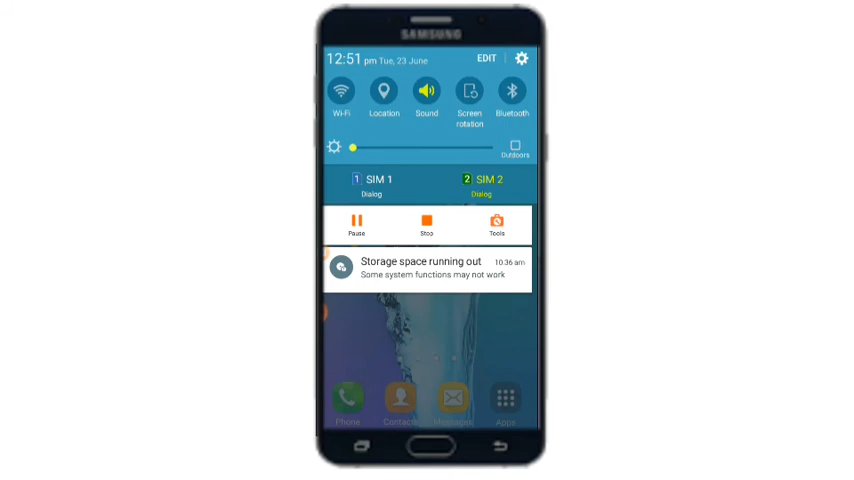 SAMSUNG
12:51 pm Tue, 23 June EDIT
Wi-Fi Location Sound Screen rotation Bluetooth
Outdoors
1 SIM 1 2 SIM 2
Dialog Dialog
Pause Stop Tools
Storage space running out 10:36 am
Some system functions may not work
Phone Contacts Messages Apps